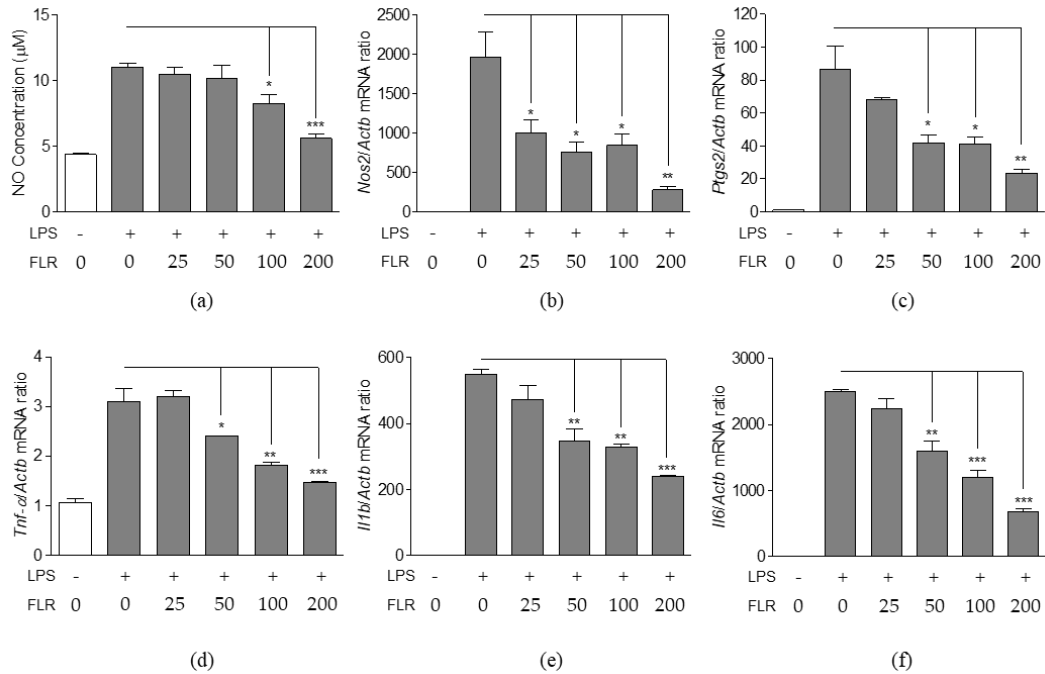 NO Concentration (μM)
15
10
5
0
*
***
LPS - + + + + +
FLR 0 0 25 50 100 200
(a)
Nos2/Actb mRNA ratio
2500
2000
1500
1000
500
0
* * * **
LPS - + + + + +
FLR 0 0 25 50 100 200
(b)
Ptgs2/Actb mRNA ratio
120
100
80
60
40
20
0
* * **
LPS - + + + + +
FLR 0 0 25 50 100 200
(c)
Tnf-α/Actb mRNA ratio
4
3
2
1
0
* ** ***
LPS - + + + + +
FLR 0 0 25 50 100 200
(d)
Il1b/Actb mRNA ratio
600
400
200
0
** ** ***
LPS - + + + + +
FLR 0 0 25 50 100 200
(e)
Il6/Actb mRNA ratio
3000
2000
1000
0
** *** ***
LPS - + + + + +
FLR 0 0 25 50 100 200
(f)